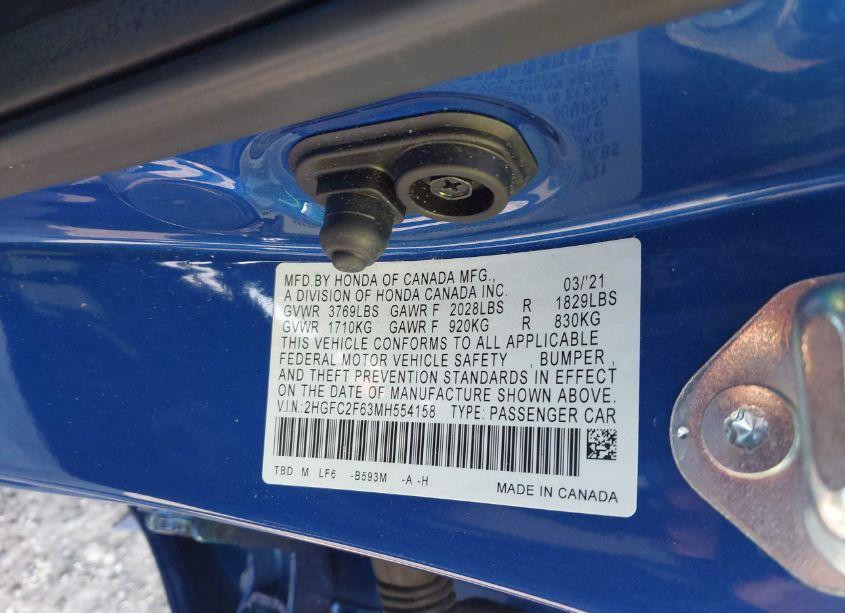 MFD.BY HONDA OF CANADA MFG., 03/'21
A DIVISION OF HONDA CANADA INC.
GVWR 3769LBS GAWR F 2028LBS R 1829LBS
GVWR 1710KG GAWR F 920KG R 830KG
THIS VEHICLE CONFORMS TO ALL APPLICABLE
FEDERAL MOTOR VEHICLE SAFETY , BUMPER ,
AND THEFT PREVENTION STANDARDS IN EFFECT
ON THE DATE OF MANUFACTURE SHOWN ABOVE.
V.I.N.:2HGFC2F63MH554158 TYPE: PASSENGER CAR
TBD M LF6 -B593M -A -H
MADE IN CANADA